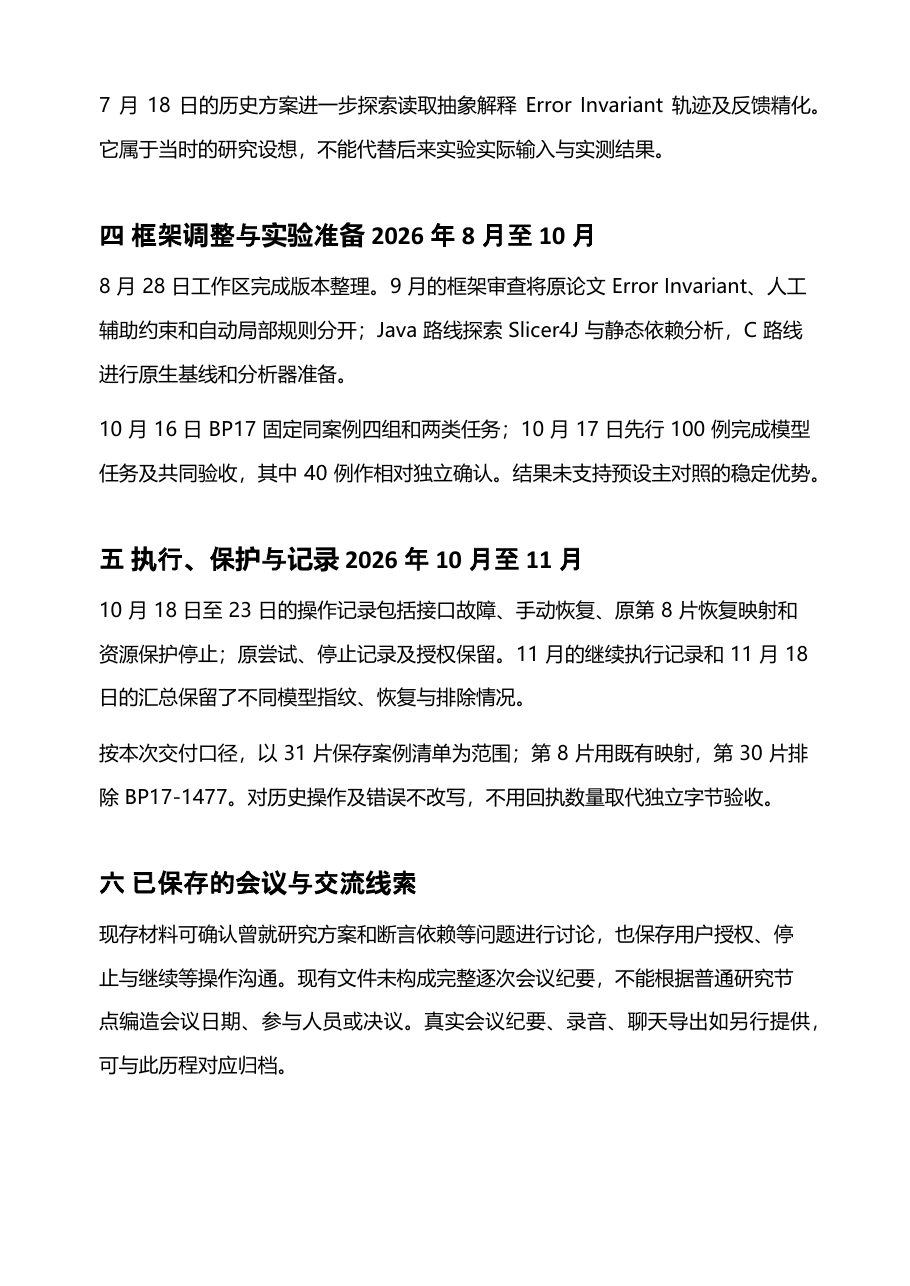 7 月 18 日的历史方案进一步探索读取抽象解释 Error Invariant 轨迹及反馈精化。
它属于当时的研究设想，不能代替后来实验实际输入与实测结果。
四 框架调整与实验准备 2026 年 8 月至 10 月
8 月 28 日工作区完成版本整理。9 月的框架审查将原论文 Error Invariant、人工
辅助约束和自动局部规则分开；Java 路线探索 Slicer4J 与静态依赖分析，C 路线
进行原生基线和分析器准备。
10 月 16 日 BP17 固定同案例四组和两类任务；10 月 17 日先行 100 例完成模型
任务及共同验收，其中 40 例作相对独立确认。结果未支持预设主对照的稳定优势。
五 执行、保护与记录 2026 年 10 月至 11 月
10 月 18 日至 23 日的操作记录包括接口故障、手动恢复、原第 8 片恢复映射和
资源保护停止；原尝试、停止记录及授权保留。11 月的继续执行记录和 11 月 18
日的汇总保留了不同模型指纹、恢复与排除情况。
按本次交付口径，以 31 片保存案例清单为范围；第 8 片用既有映射，第 30 片排
除 BP17-1477。对历史操作及错误不改写，不用回执数量取代独立字节验收。
六 已保存的会议与交流线索
现存材料可确认曾就研究方案和断言依赖等问题进行讨论，也保存用户授权、停
止与继续等操作沟通。现有文件未构成完整逐次会议纪要，不能根据普通研究节
点编造会议日期、参与人员或决议。真实会议纪要、录音、聊天导出如另行提供，
可与此历程对应归档。